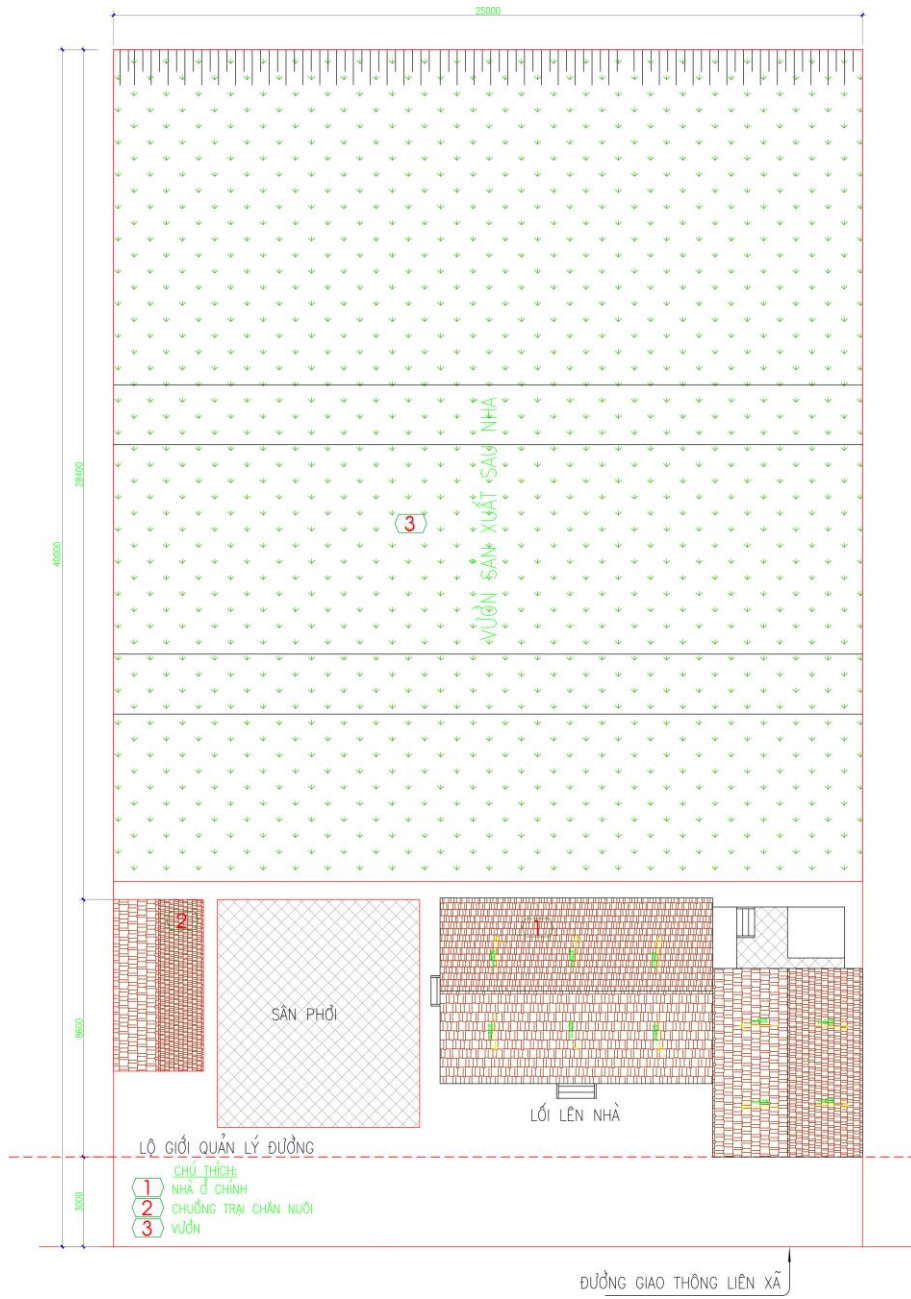 25000
28400
40000
3
VƯỜN SẢN XUẤT SAU NHÀ
2
1
SÂN PHƠI
8600
LỐI LÊN NHÀ
LỘ GIỚI QUẢN LÝ ĐƯỜNG
CHÚ THÍCH:
1 NHÀ Ở CHÍNH
2 CHUỒNG TRẠI CHĂN NUÔI
3 VƯỜN
3000
ĐƯỜNG GIAO THÔNG LIÊN XÃ